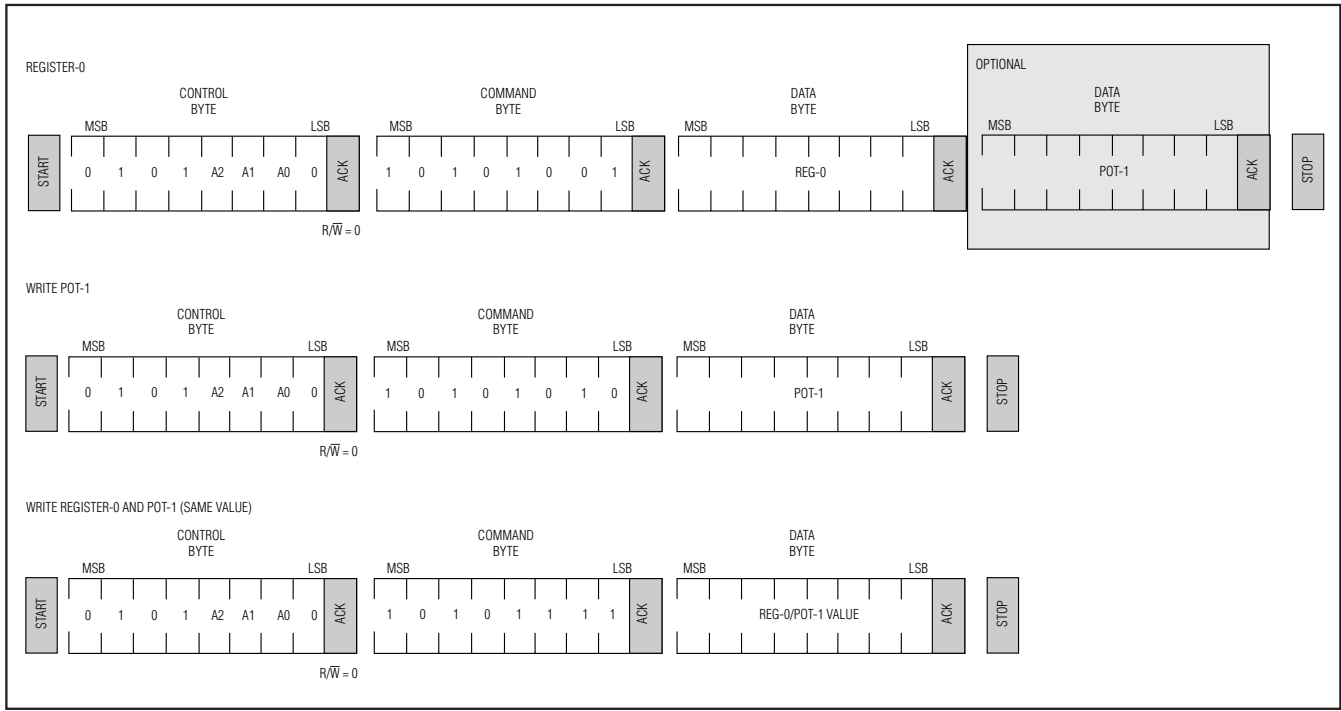 REGISTER-0
OPTIONAL
CONTROL
BYTE
COMMAND
BYTE
DATA
BYTE
DATA
BYTE
MSB LSB MSB LSB MSB LSB MSB LSB
START 0 1 0 1 A2 A1 A0 0 ACK 1 0 1 0 1 0 0 1 ACK REG-0 ACK POT-1 ACK STOP
R/W̅ = 0
WRITE POT-1
CONTROL
BYTE
COMMAND
BYTE
DATA
BYTE
MSB LSB MSB LSB MSB LSB
START 0 1 0 1 A2 A1 A0 0 ACK 1 0 1 0 1 0 1 0 ACK POT-1 ACK STOP
R/W̅ = 0
WRITE REGISTER-0 AND POT-1 (SAME VALUE)
CONTROL
BYTE
COMMAND
BYTE
DATA
BYTE
MSB LSB MSB LSB MSB LSB
START 0 1 0 1 A2 A1 A0 0 ACK 1 0 1 0 1 1 1 1 ACK REG-0/POT-1 VALUE ACK STOP
R/W̅ = 0